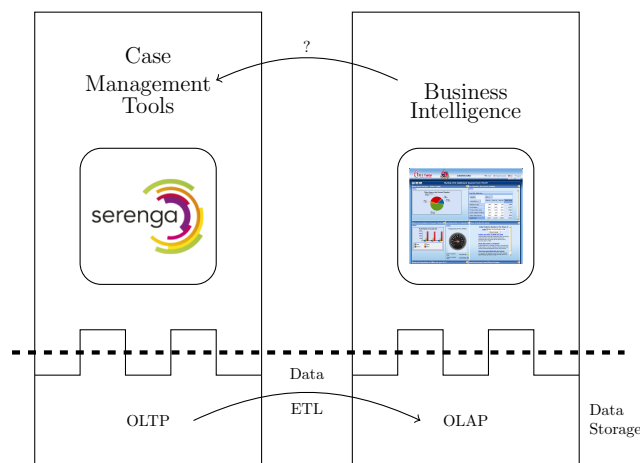 ?
Case
Management
Tools
Business
Intelligence
serenga
Data
OLTP
ETL
OLAP
Data
Storage